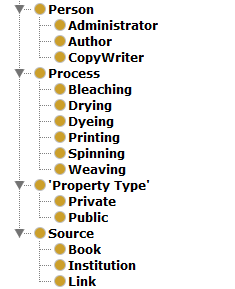 Person
Administrator
Author
CopyWriter
Process
Bleaching
Drying
Dyeing
Printing
Spinning
Weaving
'Property Type'
Private
Public
Source
Book
Institution
Link